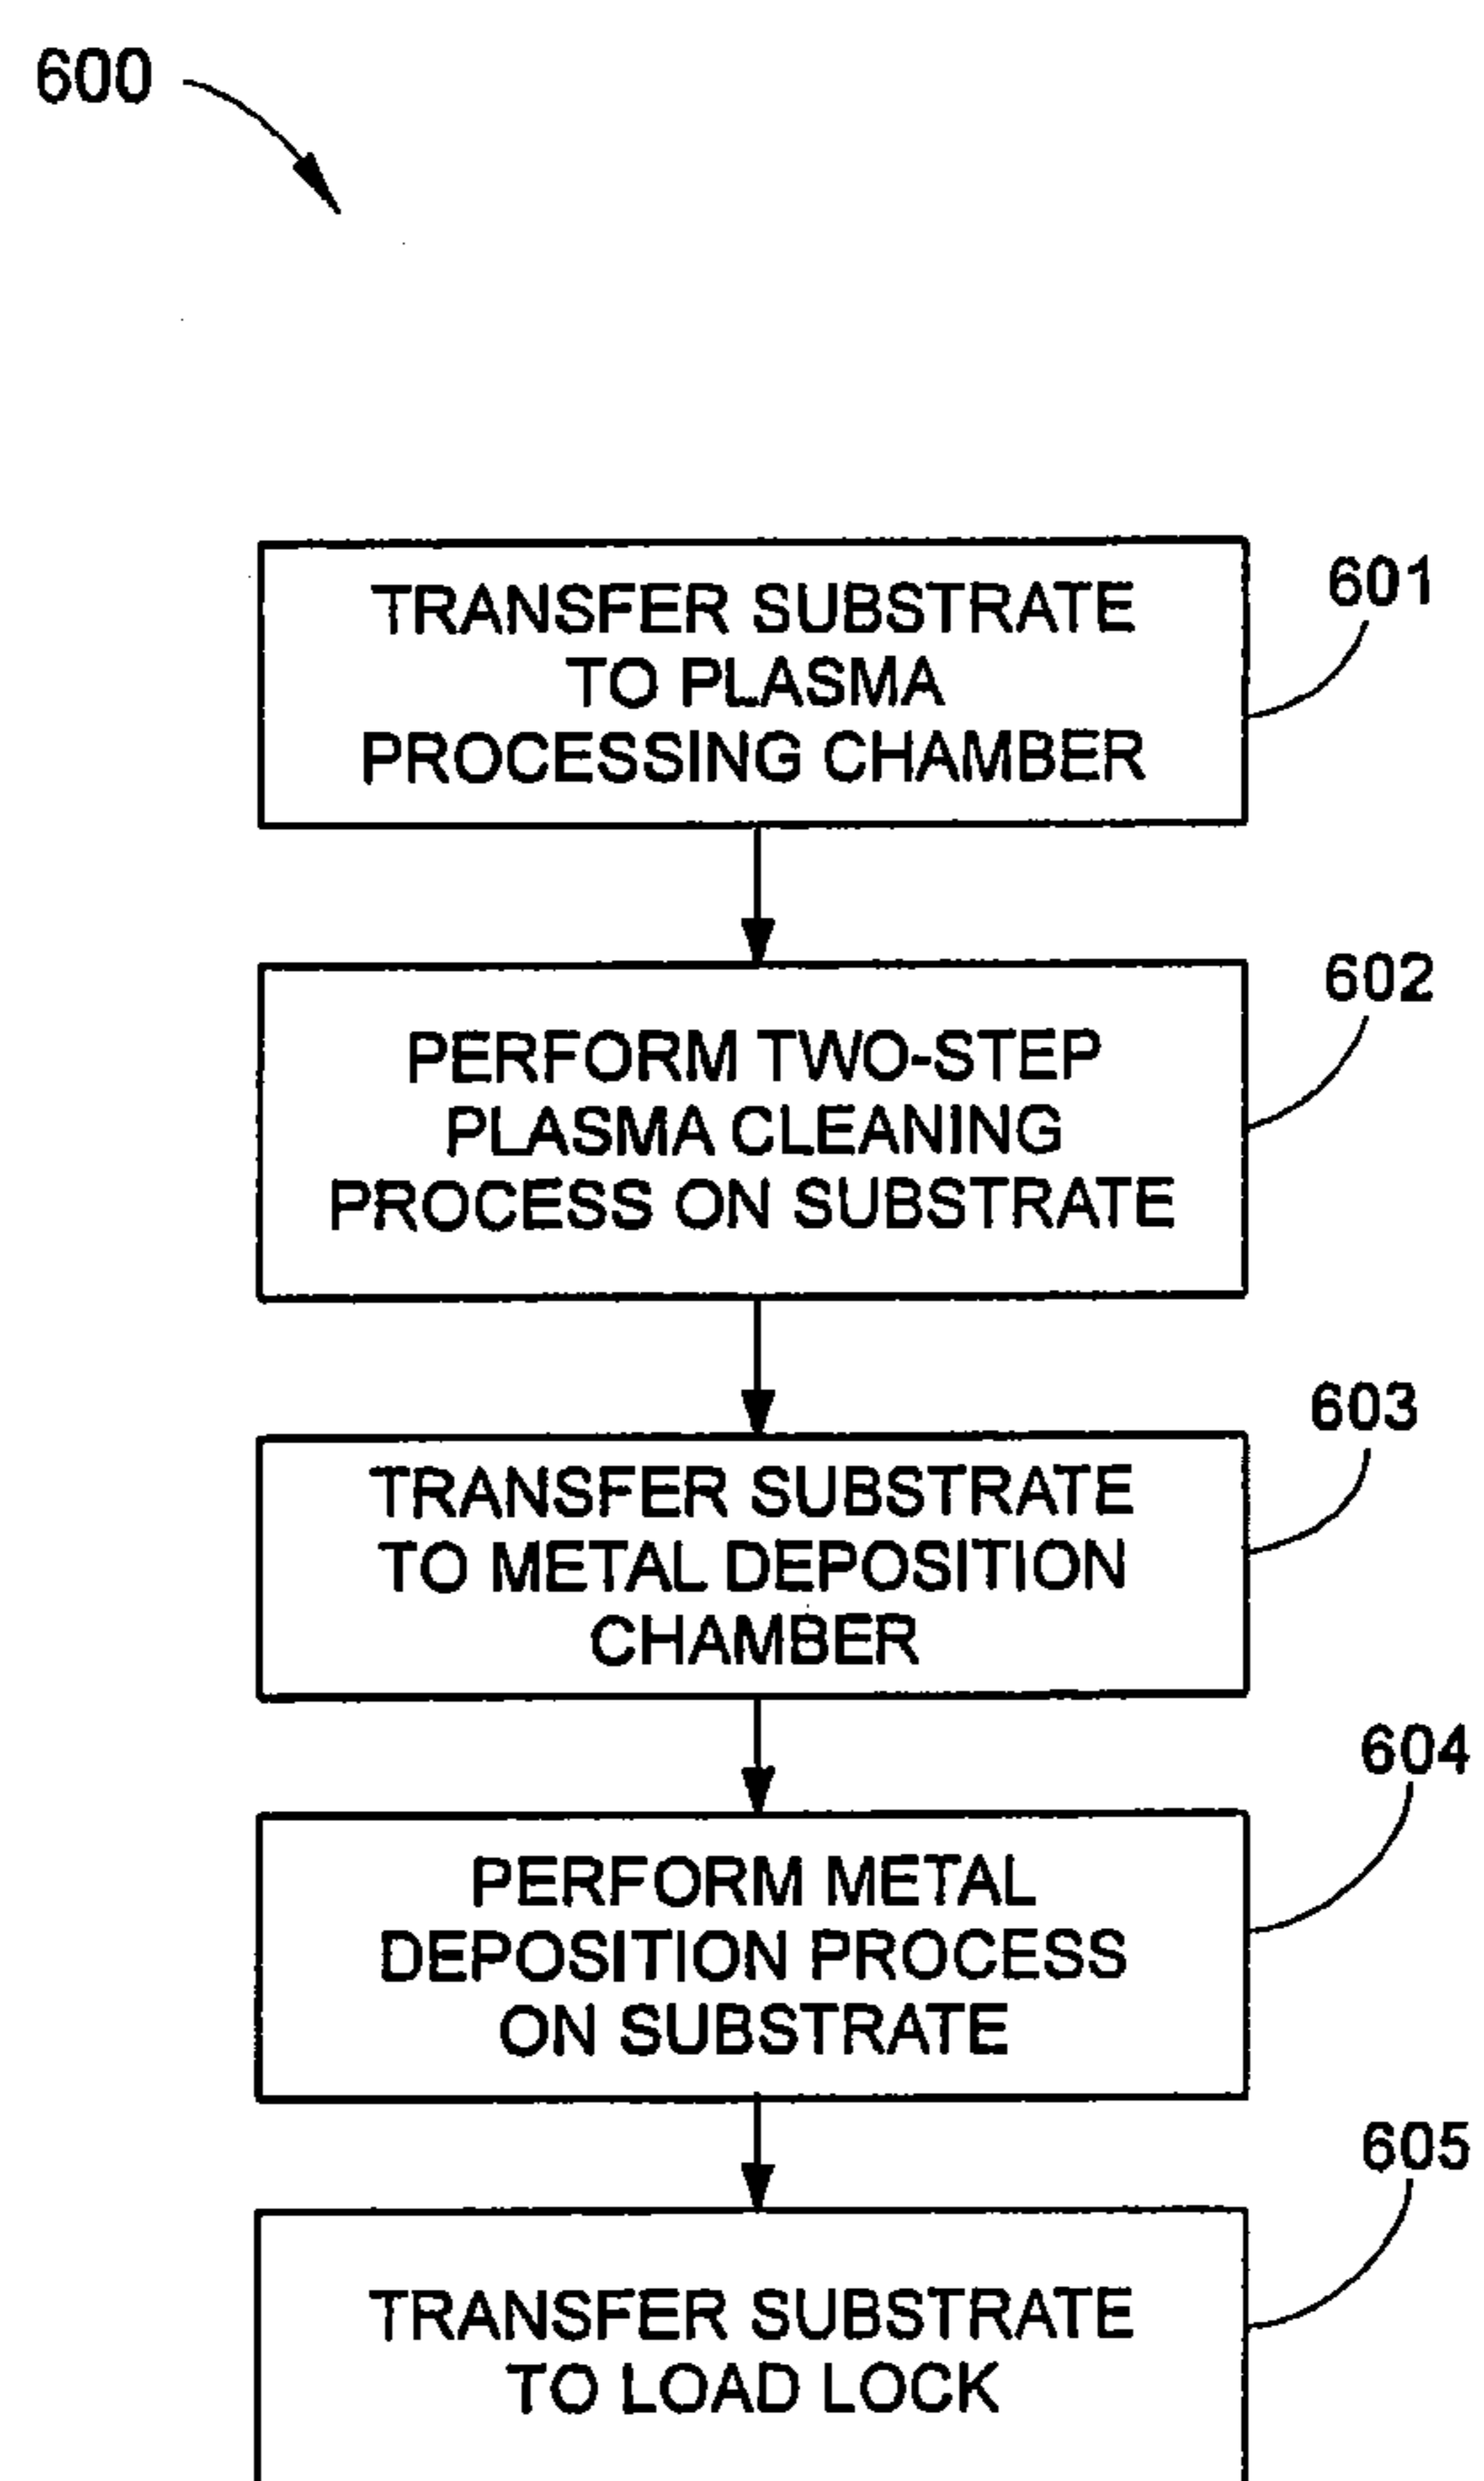 600
TRANSFER SUBSTRATE
TO PLASMA
PROCESSING CHAMBER
601
PERFORM TWO-STEP
PLASMA CLEANING
PROCESS ON SUBSTRATE
602
TRANSFER SUBSTRATE
TO METAL DEPOSITION
CHAMBER
603
PERFORM METAL
DEPOSITION PROCESS
ON SUBSTRATE
604
TRANSFER SUBSTRATE
TO LOAD LOCK
605